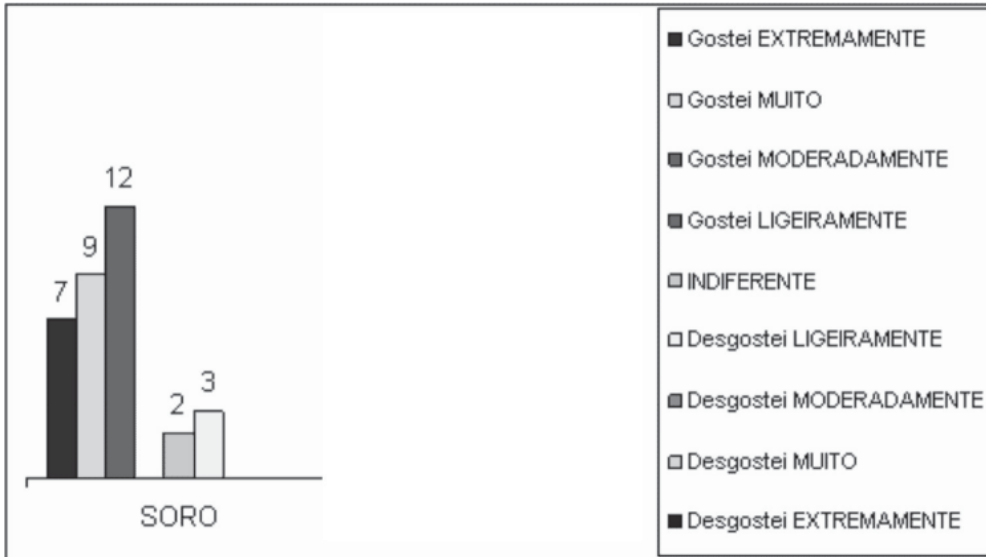 12
9
7
3
2
SORO
Gostei EXTREMAMENTE
Gostei MUITO
Gostei MODERADAMENTE
Gostei LIGEIRAMENTE
INDIFERENTE
Desgostei LIGEIRAMENTE
Desgostei MODERADAMENTE
Desgostei MUITO
Desgostei EXTREMAMENTE